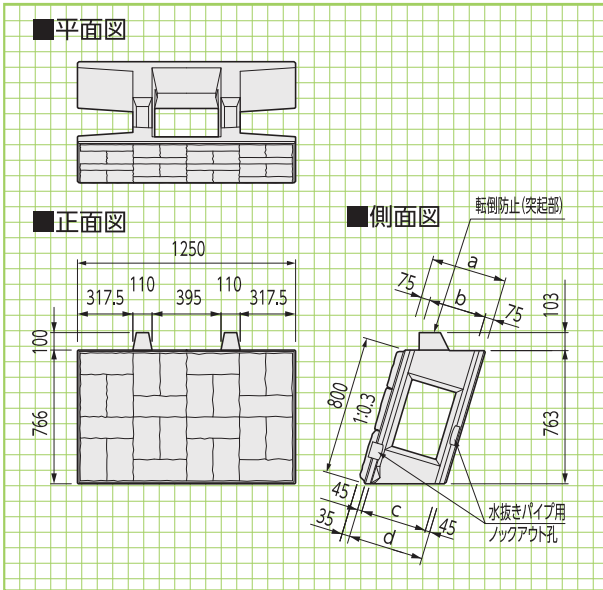 ■平面図
■正面図
1250
317.5 110 395 110 317.5
100
766
■側面図
転倒防止(突起部)
a
75 b 75
103
800
1:0.3
763
45 c 45
35 d
水抜きパイプ用
ノックアウト孔